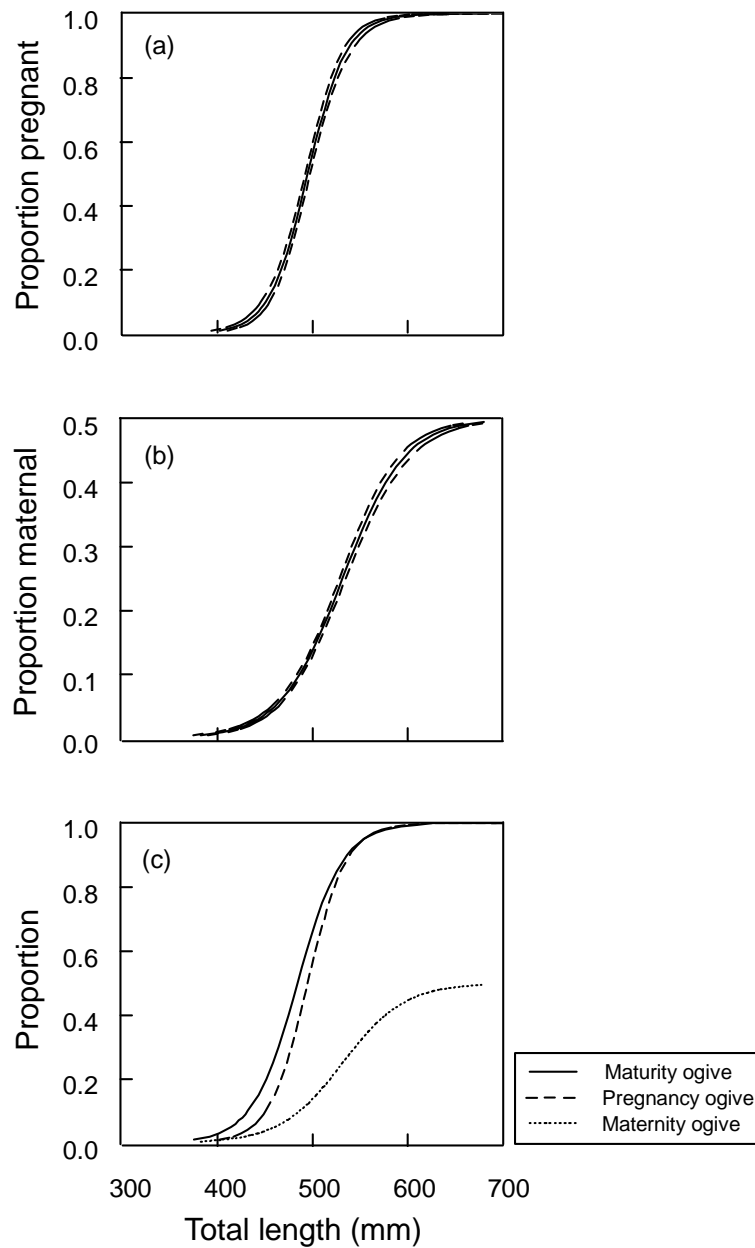 (a)
Proportion pregnant
1.0
0.8
0.6
0.4
0.2
0.0
(b)
Proportion maternal
0.5
0.4
0.3
0.2
0.1
0.0
(c)
Proportion
1.0
0.8
0.6
0.4
0.2
0.0
300 400 500 600 700
Total length (mm)
Maturity ogive
Pregnancy ogive
Maternity ogive